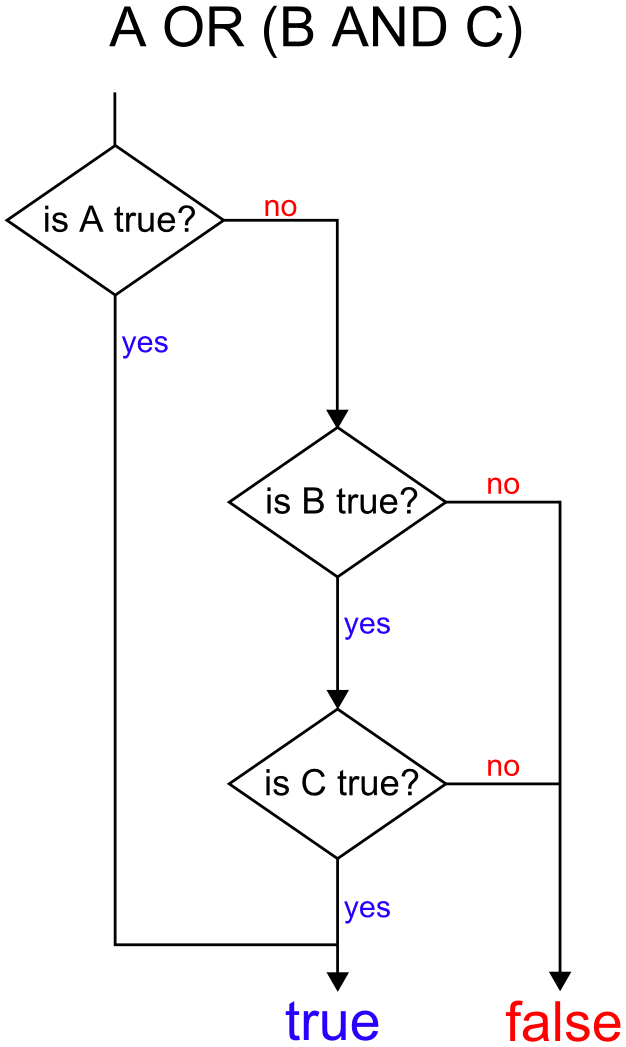 A OR (B AND C)
is A true?
no
yes
is B true?
no
yes
is C true?
no
yes
true
false